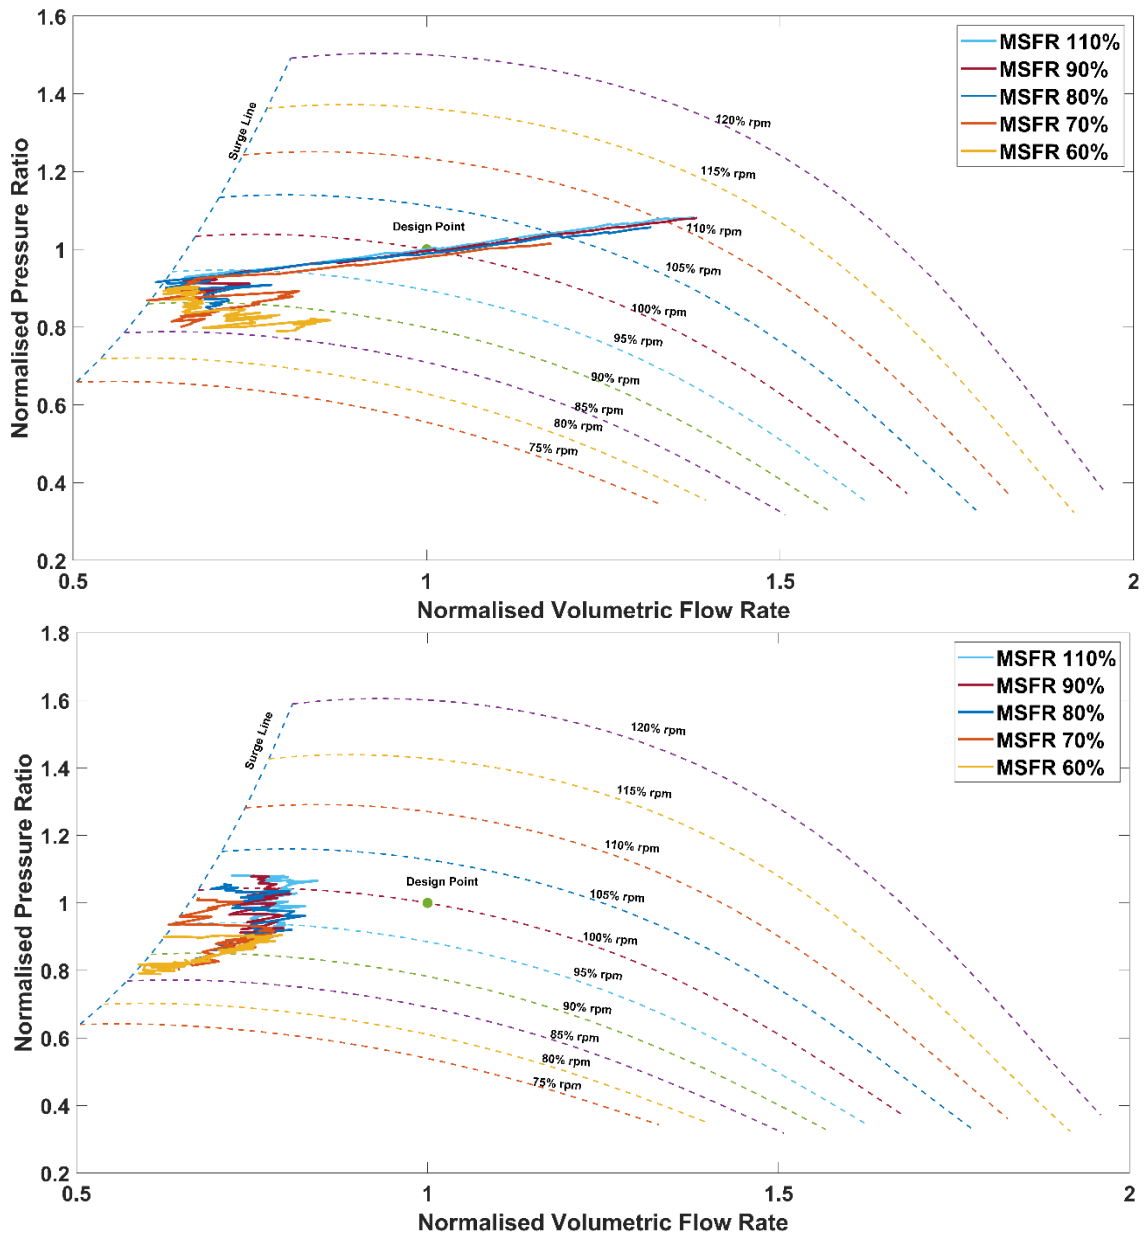 1.6
1.4
1.2
1
0.8
0.6
0.4
0.2
Normalised Pressure Ratio
Surge Line
Design Point
120% rpm
115% rpm
110% rpm
105% rpm
100% rpm
95% rpm
90% rpm
85% rpm
80% rpm
75% rpm
MSFR 110%
MSFR 90%
MSFR 80%
MSFR 70%
MSFR 60%
0.5
1
1.5
2
Normalised Volumetric Flow Rate
1.8
1.6
1.4
1.2
1
0.8
0.6
0.4
0.2
Normalised Pressure Ratio
Surge Line
Design Point
120% rpm
115% rpm
110% rpm
105% rpm
100% rpm
95% rpm
90% rpm
85% rpm
80% rpm
75% rpm
MSFR 110%
MSFR 90%
MSFR 80%
MSFR 70%
MSFR 60%
0.5
1
1.5
2
Normalised Volumetric Flow Rate